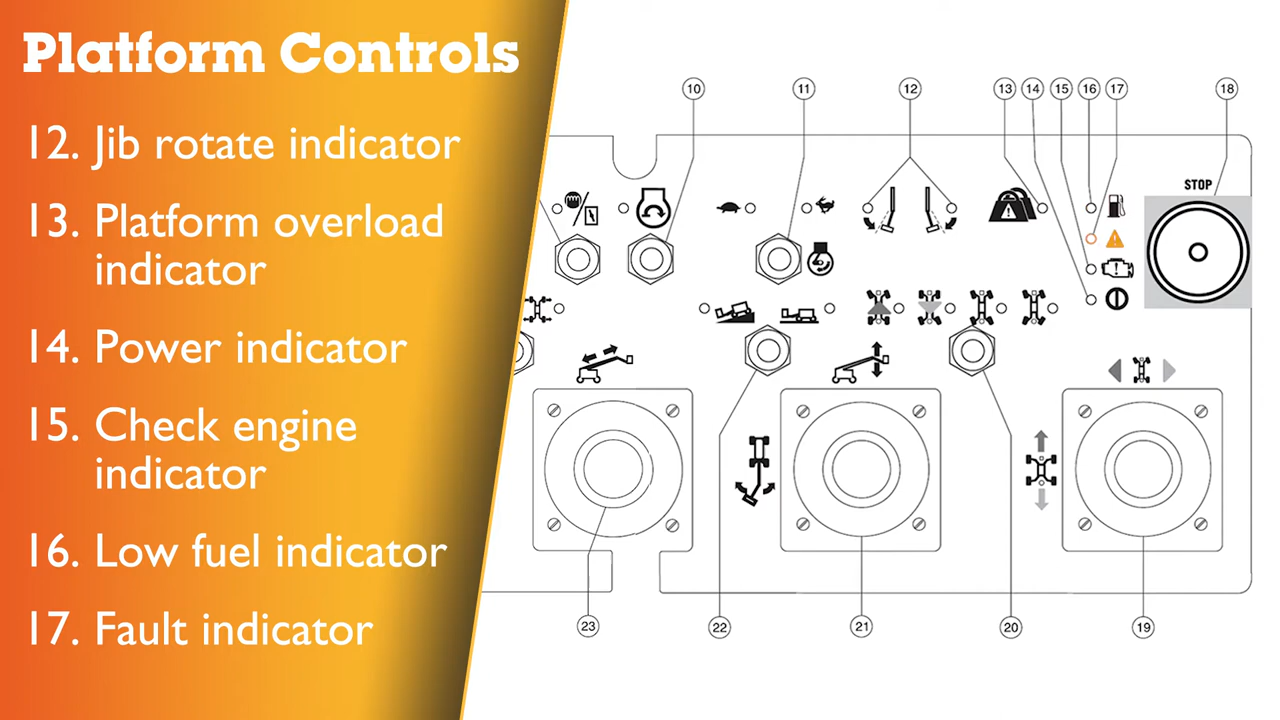 Platform Controls
12. Jib rotate indicator
13. Platform overload
indicator
14. Power indicator
15. Check engine
indicator
16. Low fuel indicator
17. Fault indicator
10
11
12
13
14
15
16
17
18
STOP
23
22
21
20
19